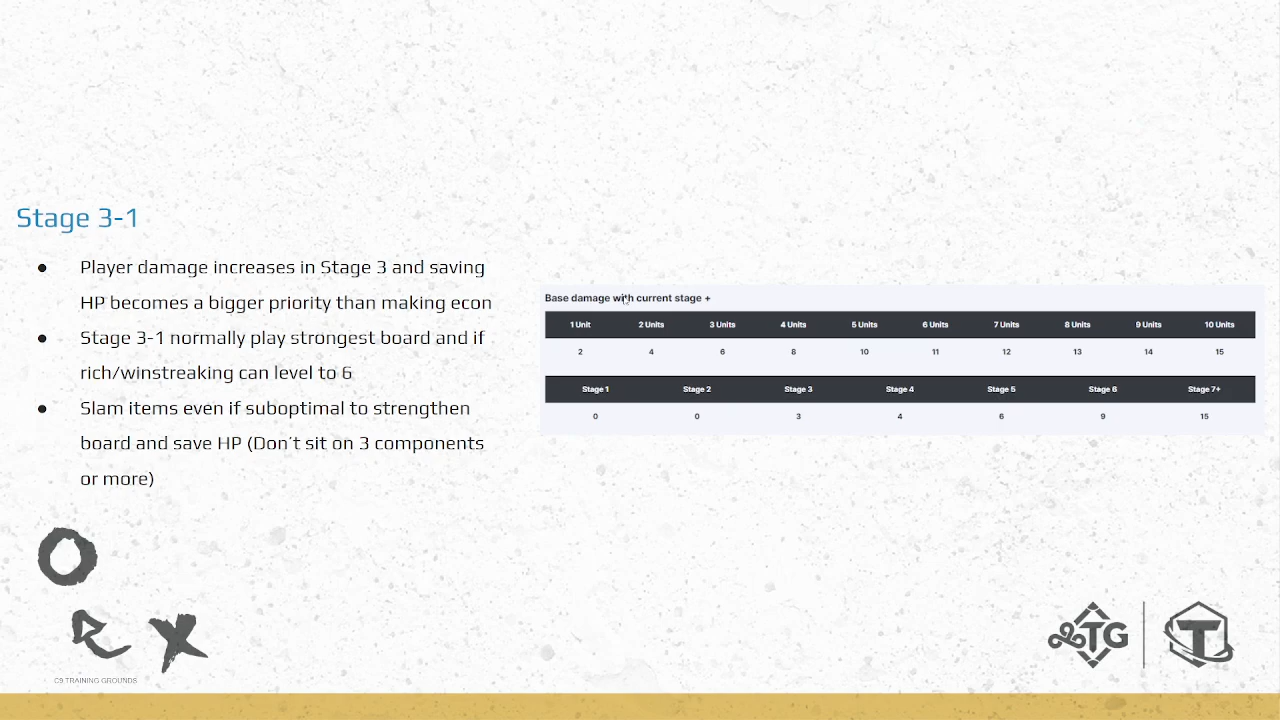 Stage 3-1
● Player damage increases in Stage 3 and saving
HP becomes a bigger priority than making econ
● Stage 3-1 normally play strongest board and if
rich/winstreaking can level to 6
● Slam items even if suboptimal to strengthen
board and save HP (Don't sit on 3 components
or more)
Base damage with current stage +
1 Unit 2 Units 3 Units 4 Units 5 Units 6 Units 7 Units 8 Units 9 Units 10 Units
2 4 6 8 10 11 12 13 14 15
Stage 1 Stage 2 Stage 3 Stage 4 Stage 5 Stage 6 Stage 7+
0 0 3 4 6 9 15
TG
T
C9 TRAINING GROUNDS